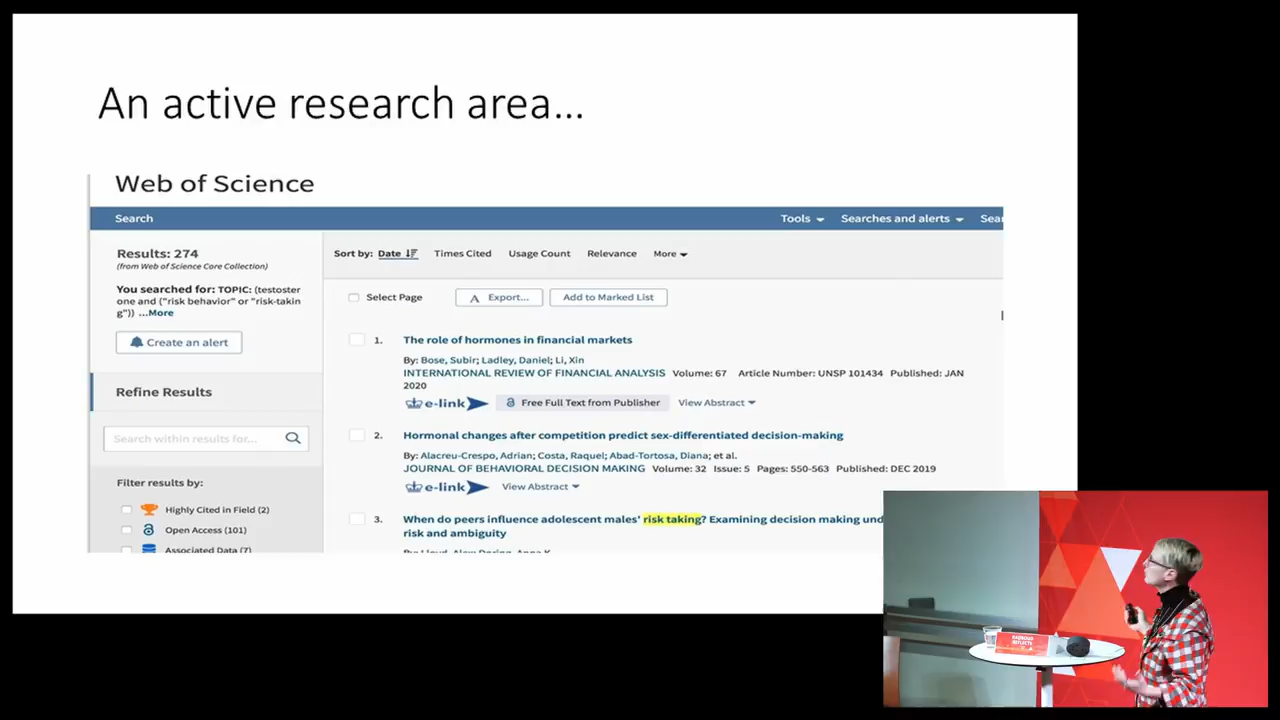 An active research area...
Web of Science
Search
Tools
Searches and alerts
Sear
Results: 274
(from Web of Science Core Collection)
You searched for: TOPIC: (testoster
one and ("risk behavior" or "risk-takin
g")) ...More
Create an alert
Refine Results
Search within results for...
Filter results by:
Highly Cited in Field (2)
Open Access (101)
Associated Data (7)
Sort by: Date
Times Cited
Usage Count
Relevance
More
Select Page
Export...
Add to Marked List
1. The role of hormones in financial markets
By: Bose, Subir; Ladley, Daniel; Li, Xin
INTERNATIONAL REVIEW OF FINANCIAL ANALYSIS Volume: 67 Article Number: UNSP 101434 Published: JAN
2020
e-link
Free Full Text from Publisher
View Abstract
2. Hormonal changes after competition predict sex-differentiated decision-making
By: Alacreu-Crespo, Adrian; Costa, Raquel; Abad-Tortosa, Diana; et al.
JOURNAL OF BEHAVIORAL DECISION MAKING Volume: 32 Issue: 5 Pages: 550-563 Published: DEC 2019
e-link
View Abstract
3. When do peers influence adolescent males' risk taking? Examining decision making und
risk and ambiguity
RADBOUD
REFLECTS